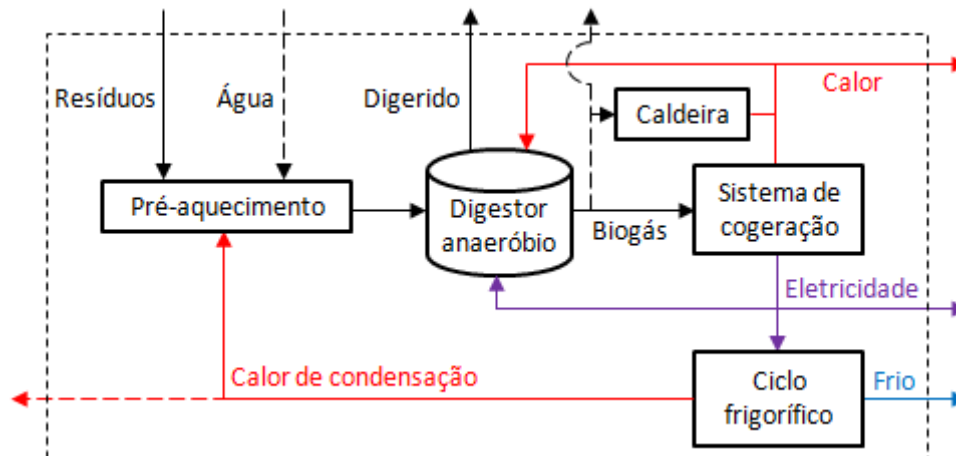 Resíduos
Água
Digerido
Calor
Caldeira
Pré-aquecimento
Digestor
anaeróbio
Biogás
Sistema de
cogeração
Eletricidade
Calor de condensação
Ciclo
frigorífico
Frio